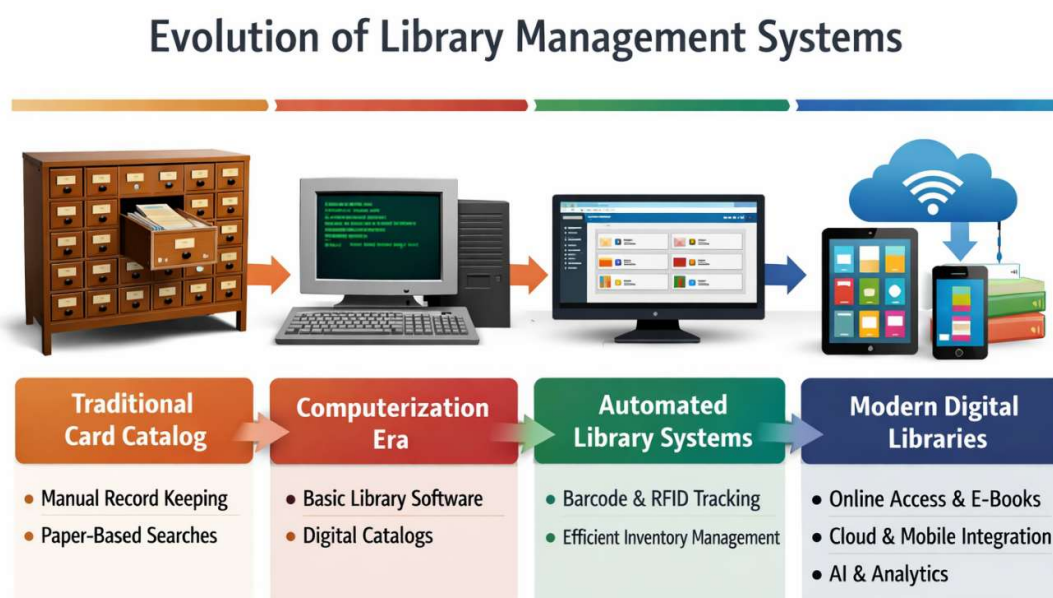 Evolution of Library Management Systems
Traditional
Card Catalog
Computerization
Era
Automated
Library Systems
Modern Digital
Libraries
• Manual Record Keeping
• Paper-Based Searches
• Basic Library Software
• Digital Catalogs
• Barcode & RFID Tracking
• Efficient Inventory Management
• Online Access & E-Books
• Cloud & Mobile Integration
• AI & Analytics